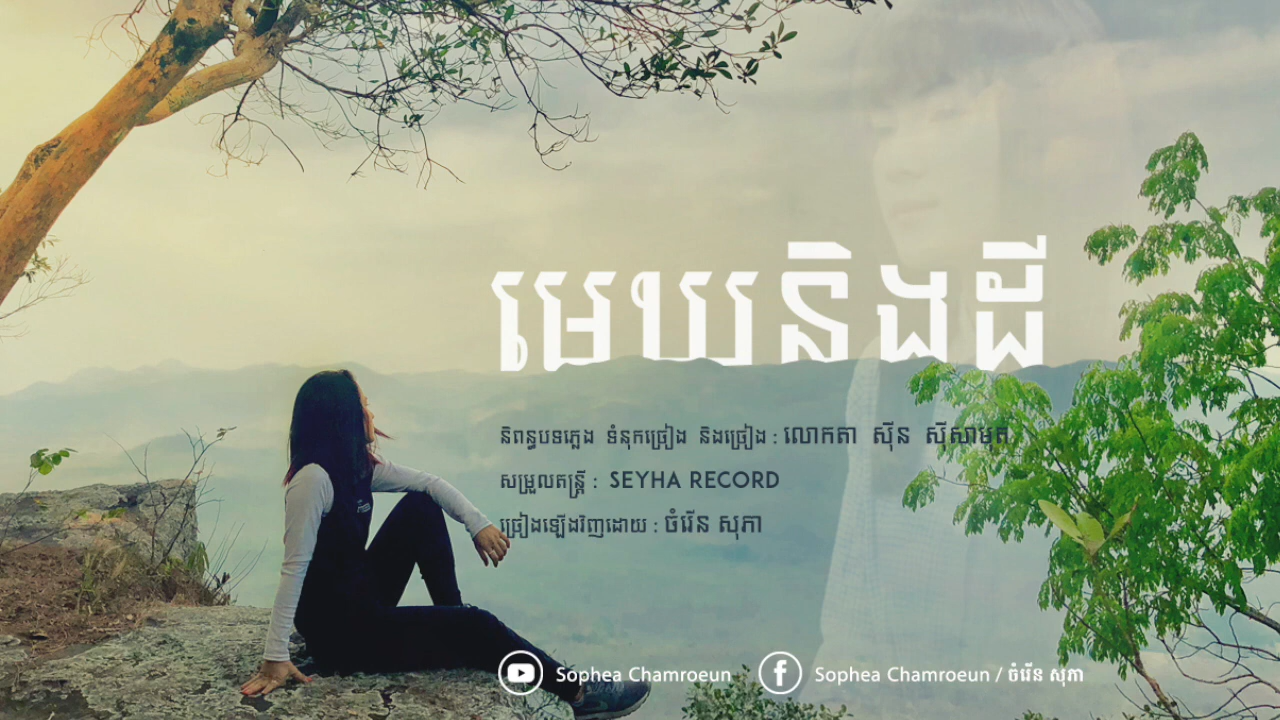 មេឃនិងដី
និពន្ធបទភ្លេង ទំនុកច្រៀង និងច្រៀង : លោកតា ស៊ីន ស៊ីសាមុត
សម្រួលតន្ត្រី : SEYHA RECORD
ច្រៀងឡើងវិញដោយ : ចំរើន សុភា
Sophea Chamroeun Sophea Chamroeun / ចំរើន សុភា